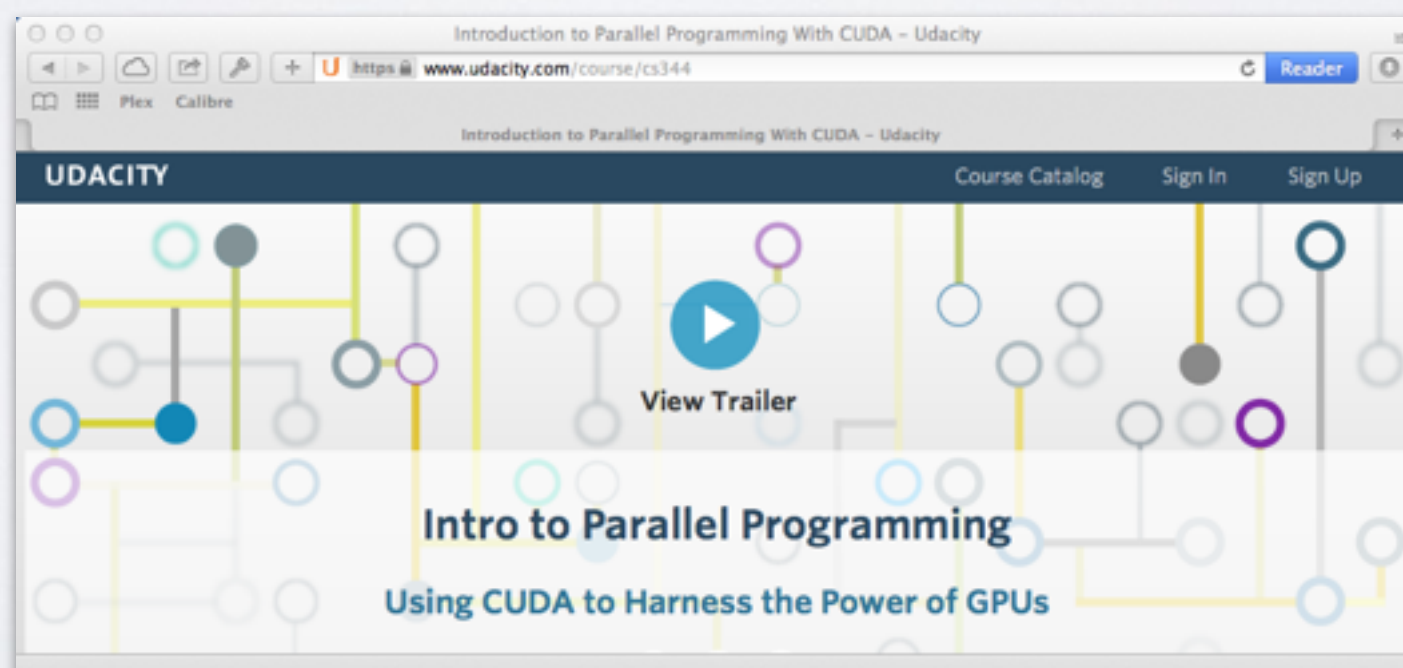 Introduction to Parallel Programming With CUDA – Udacity
+ U https www.udacity.com/course/cs344 Reader
Plex Calibre
Introduction to Parallel Programming With CUDA – Udacity +
UDACITY Course Catalog Sign In Sign Up
View Trailer
Intro to Parallel Programming
Using CUDA to Harness the Power of GPUs